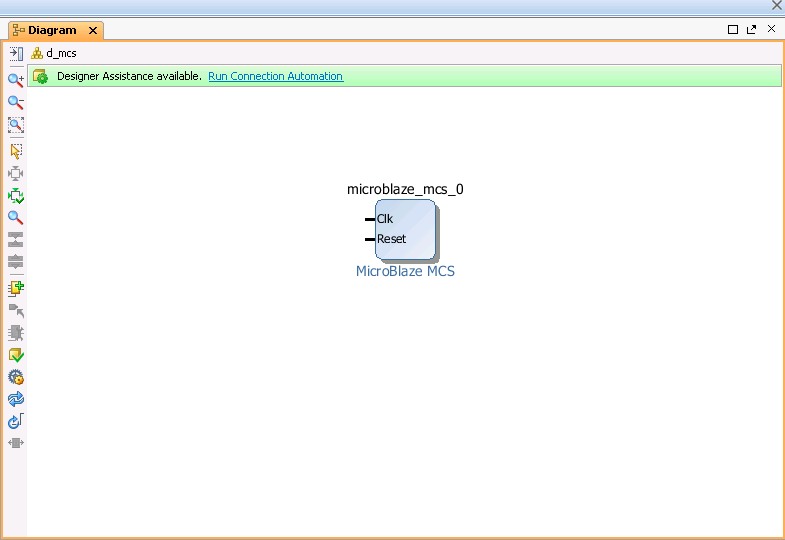 Diagram
d_mcs
Designer Assistance available. Run Connection Automation
microblaze_mcs_0
Clk
Reset
MicroBlaze MCS